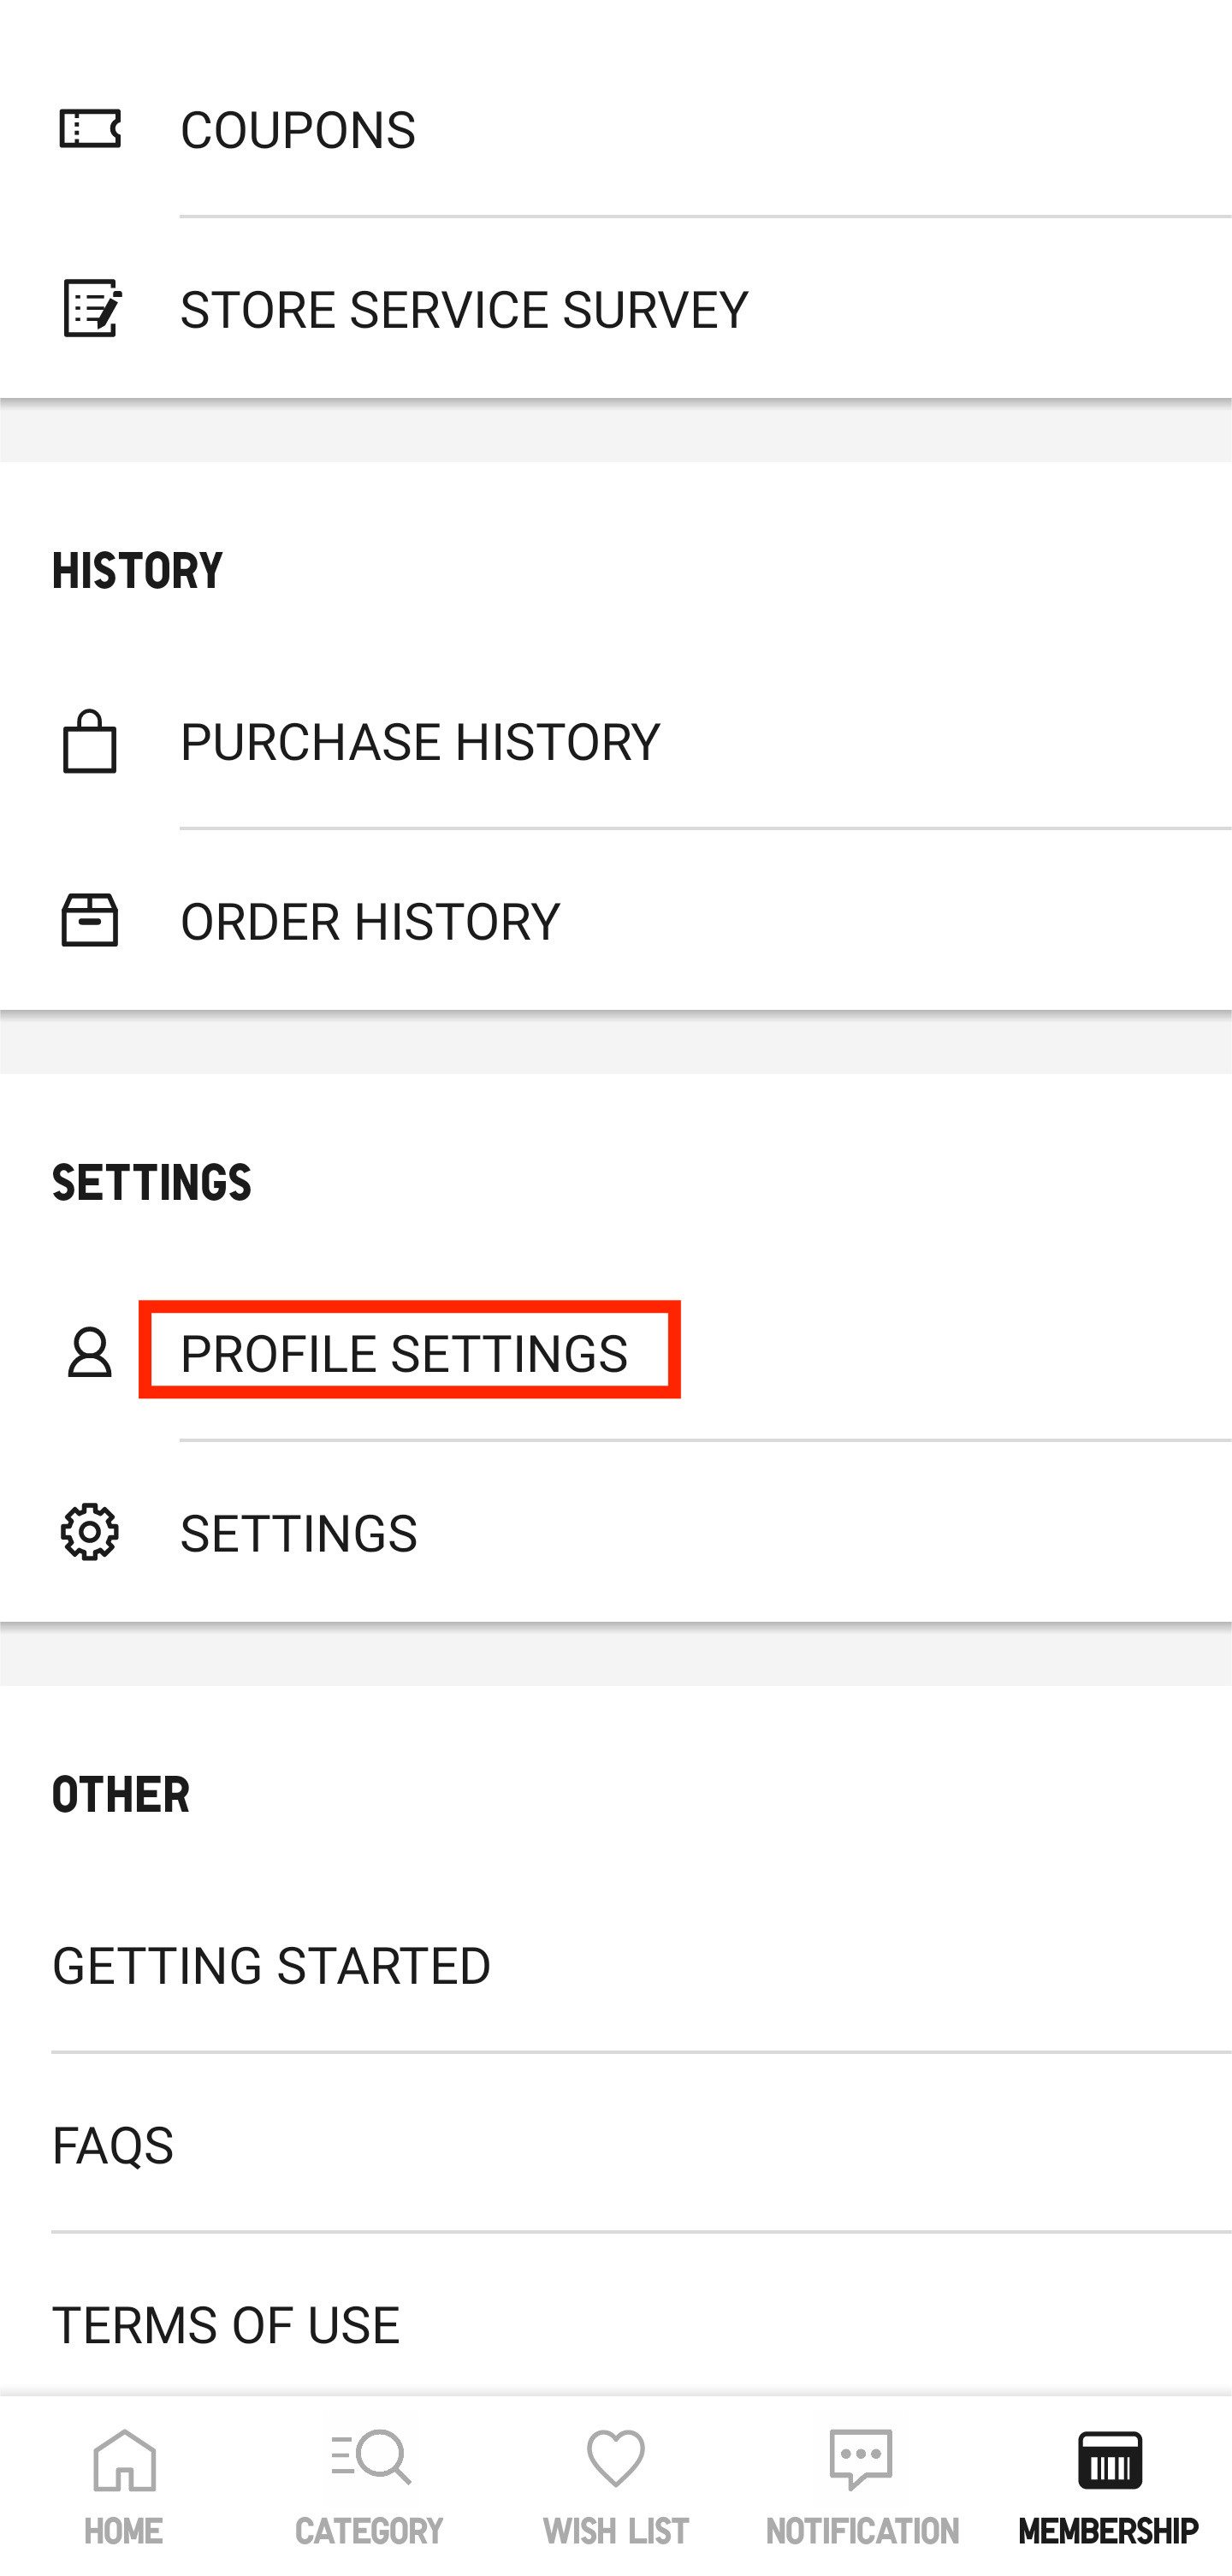 COUPONS
STORE SERVICE SURVEY
HISTORY
PURCHASE HISTORY
ORDER HISTORY
SETTINGS
PROFILE SETTINGS
SETTINGS
OTHER
GETTING STARTED
FAQS
TERMS OF USE
HOME CATEGORY WISH LIST NOTIFICATION MEMBERSHIP